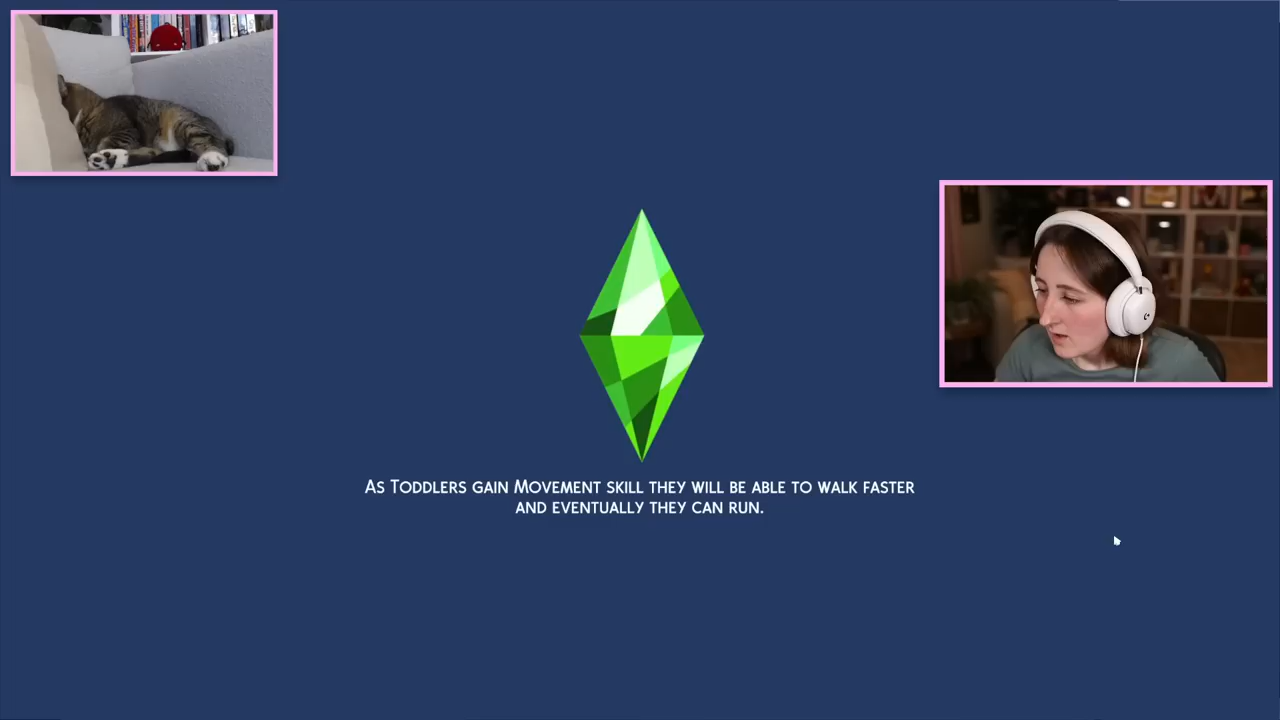 As Toddlers gain Movement skill they will be able to walk faster
and eventually they can run.